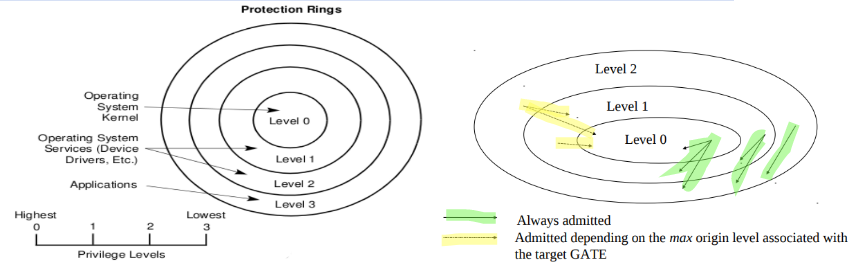 Protection Rings
Operating
System
Kernel
Level 0
Operating System
Services (Device
Drivers, Etc.)
Level 1
Level 2
Applications
Level 3
Highest
Lowest
0
1
2
3
Privilege Levels
Level 2
Level 1
Level 0
Always admitted
Admitted depending on the max origin level associated with
the target GATE